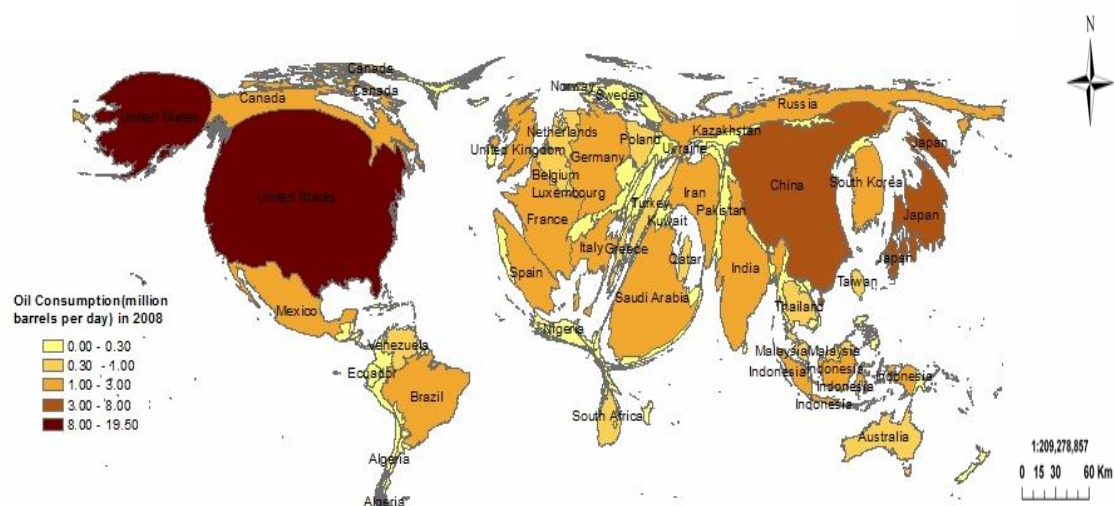 N
Canada
Canada
Canada
United States
United States
Mexico
Venezuela
Ecuador
Brazil
Algeria
Algeria
Norway
Sweden
Netherlands
United Kingdom
Poland
Germany
Ukraine
Belgium
Luxembourg
France
Italy
Greece
Spain
Turkey
Kuwait
Iran
Pakistan
Qatar
Saudi Arabia
Nigeria
South Africa
Russia
Kazakhstan
China
India
South Korea
Japan
Japan
Japan
Taiwan
Thailand
Malaysia
Malaysia
Indonesia
Indonesia
Indonesia
Indonesia
Indonesia
Australia
Oil Consumption(million
barrels per day) in 2008
0.00 - 0.30
0.30 - 1.00
1.00 - 3.00
3.00 - 8.00
8.00 - 19.50
1:209,278,857
0 15 30 60 Km